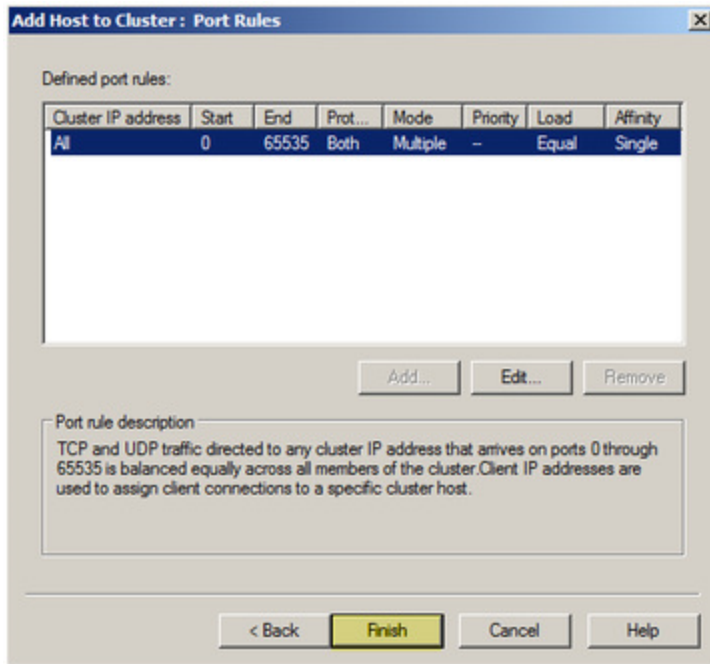 Add Host to Cluster : Port Rules
Defined port rules:
Cluster IP address Start End Prot... Mode Priority Load Affinity
All 0 65535 Both Multiple -- Equal Single
Add... Edit... Remove
Port rule description
TCP and UDP traffic directed to any cluster IP address that arrives on ports 0 through
65535 is balanced equally across all members of the cluster.Client IP addresses are
used to assign client connections to a specific cluster host.
< Back Finish Cancel Help